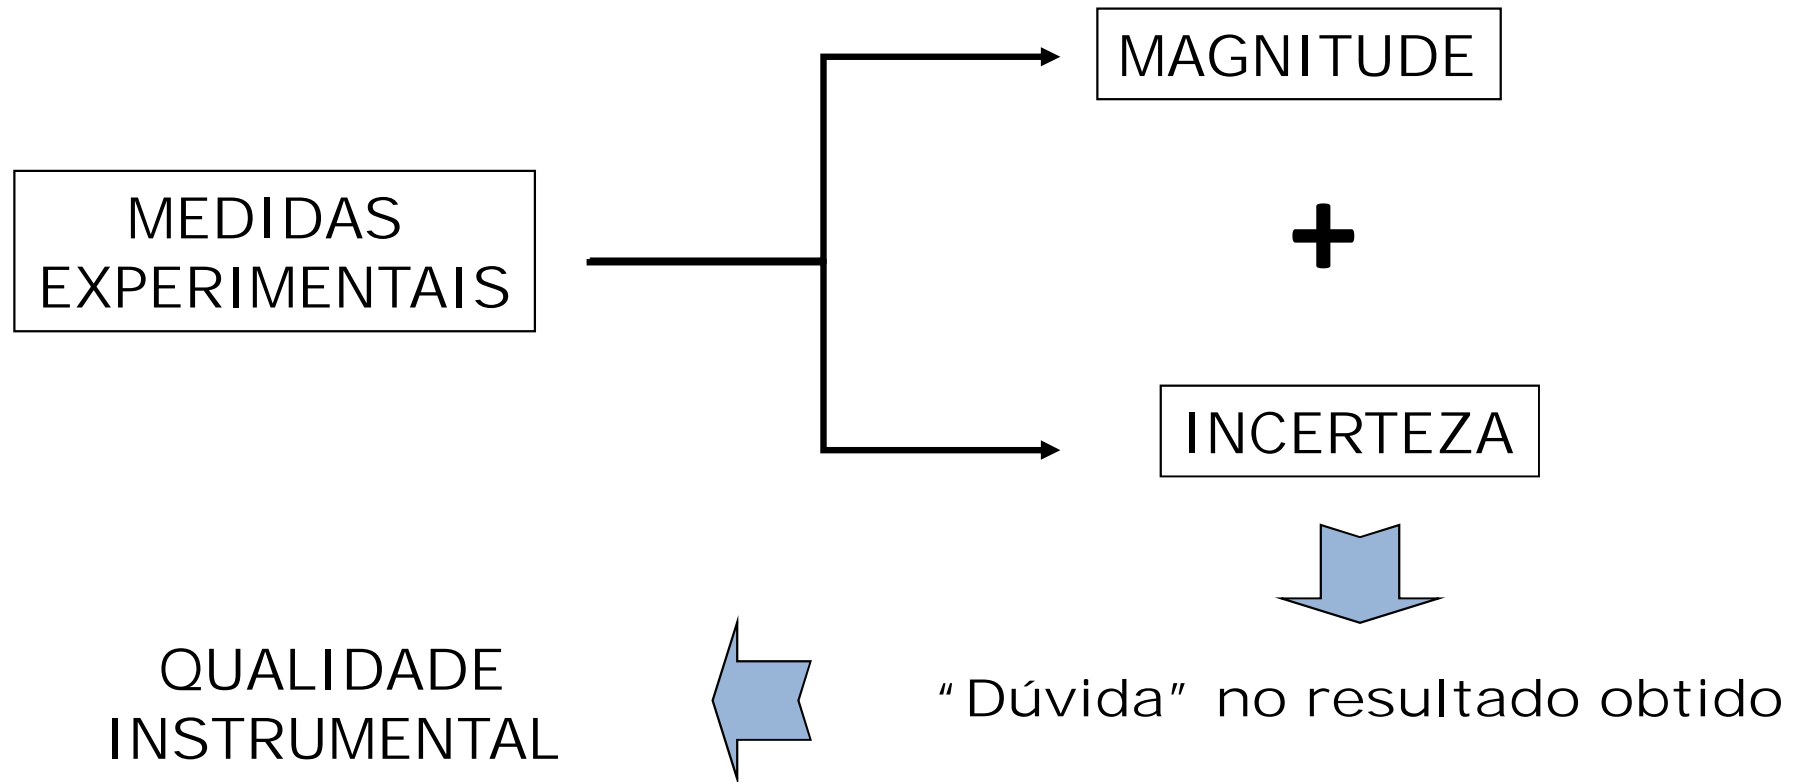 MAGNITUDE
MEDIDAS
EXPERIMENTAIS
+
INCERTEZA
"Dúvida" no resultado obtido
QUALIDADE
INSTRUMENTAL